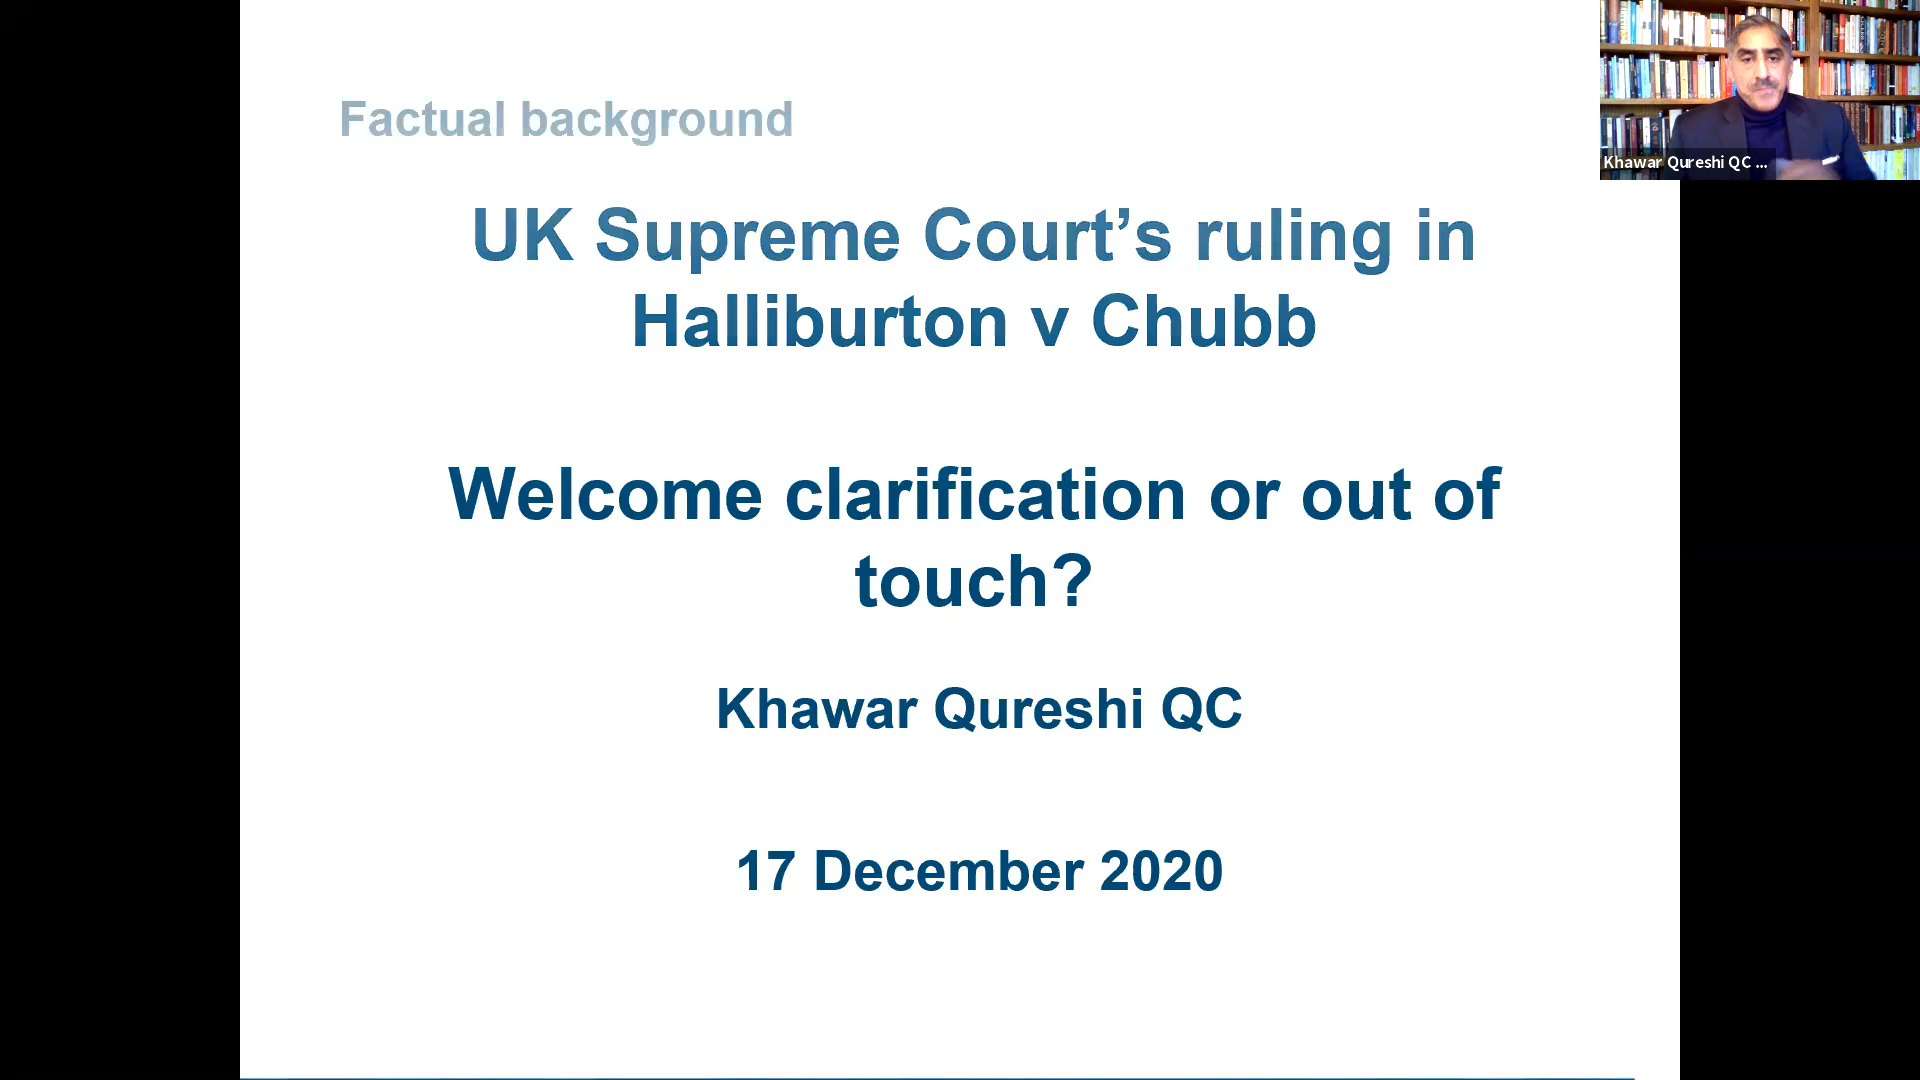 Factual background
UK Supreme Court’s ruling in
Halliburton v Chubb
Welcome clarification or out of
touch?
Khawar Qureshi QC
17 December 2020
Khawar Qureshi QC ...